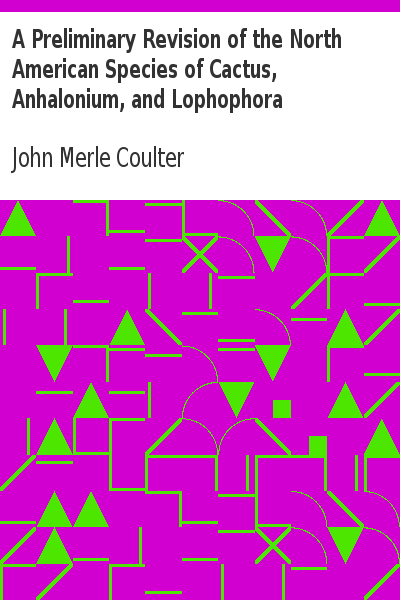 A Preliminary Revision of the North
American Species of Cactus,
Anhalonium, and Lophophora
John Merle Coulter